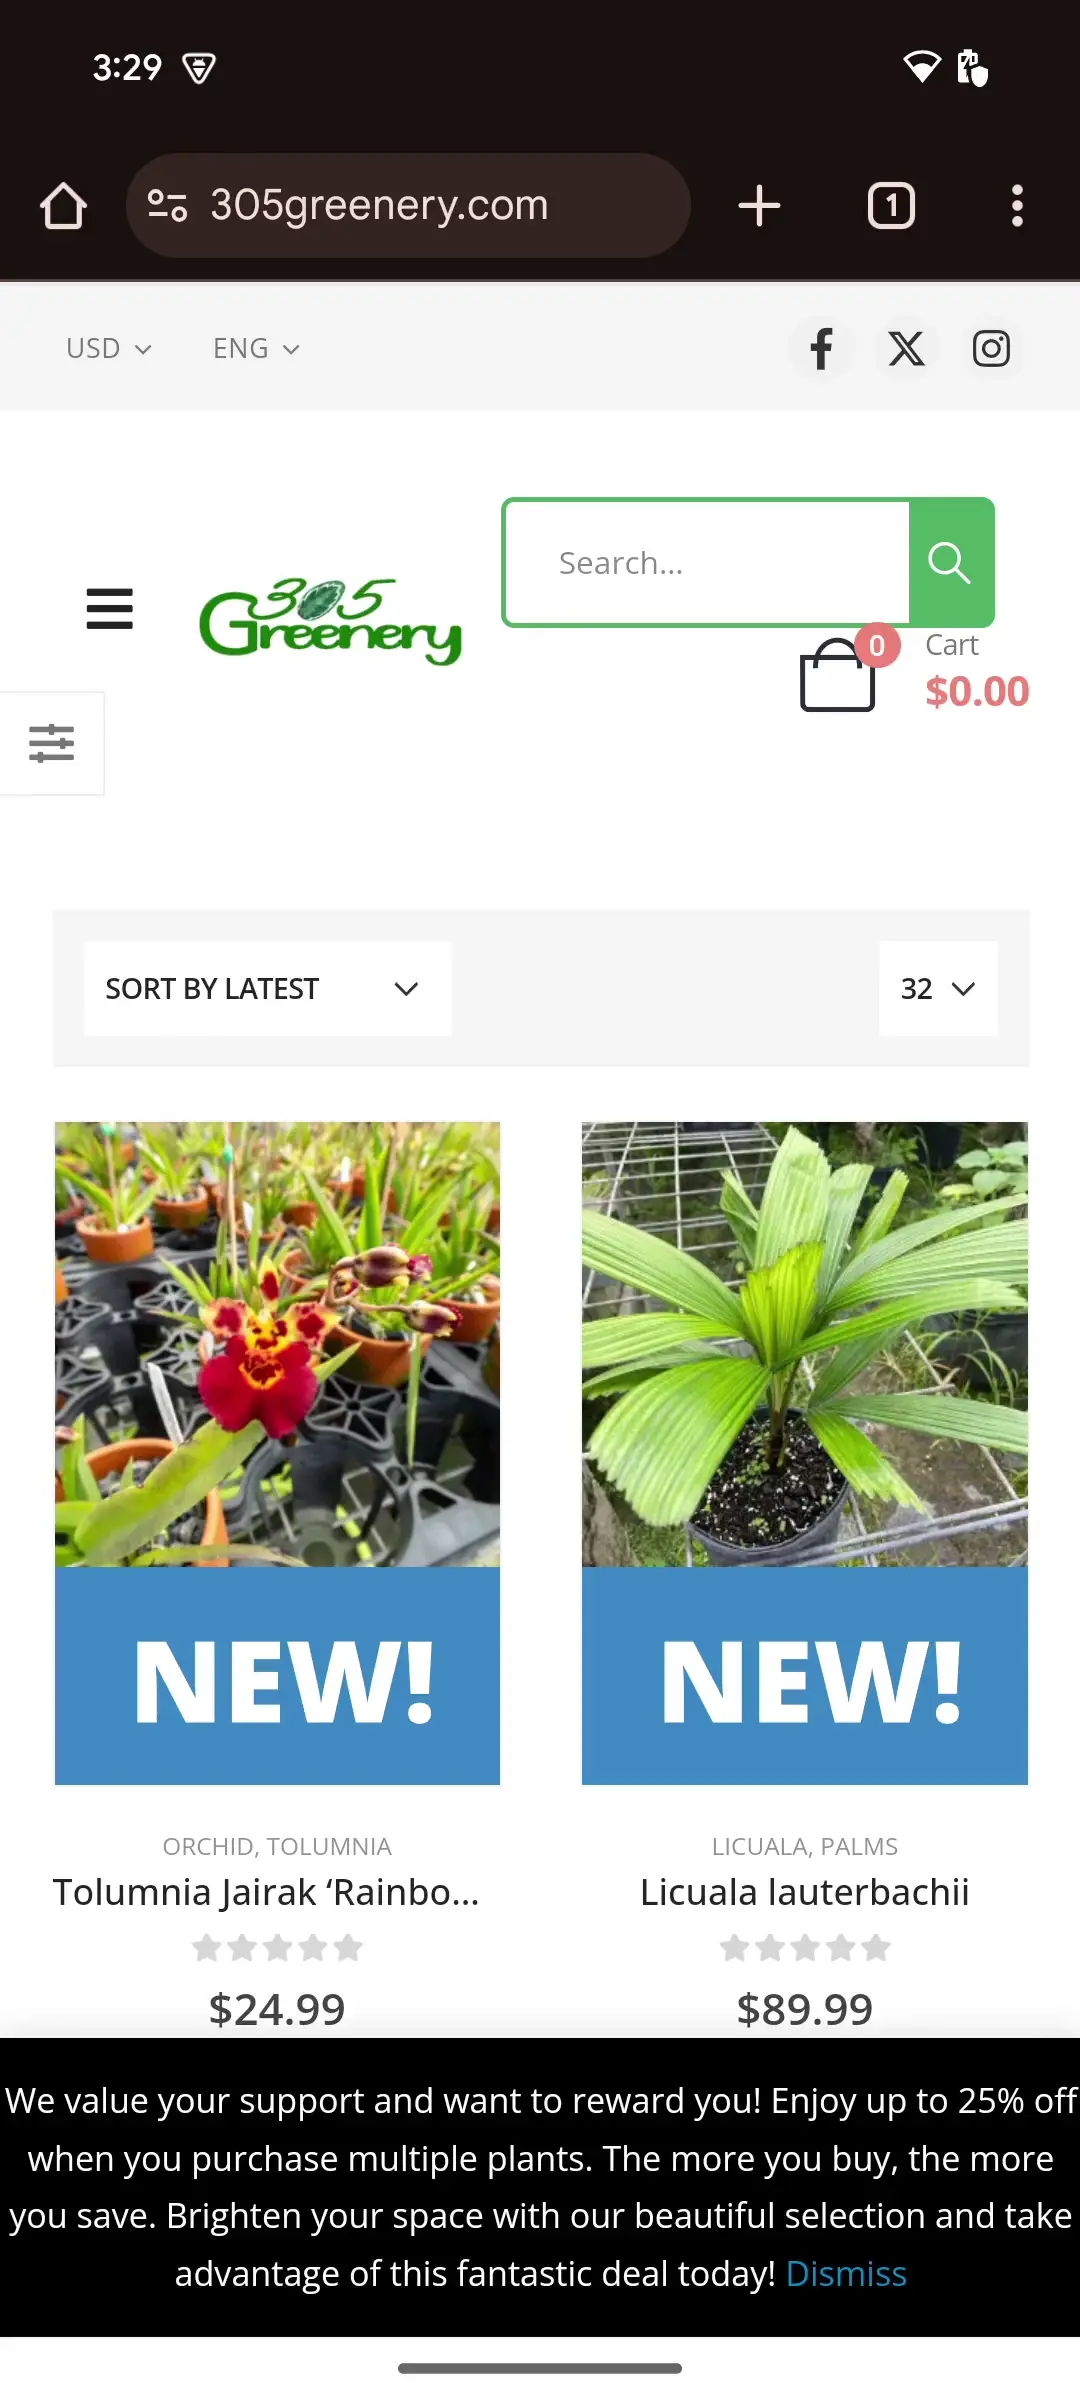 3:29
305greenery.com
1
USD
ENG
305
Greenery
Search...
0
Cart
$0.00
SORT BY LATEST
32
NEW!
NEW!
ORCHID, TOLUMNIA
Tolumnia Jairak ‘Rainbo...
$24.99
LICUALA, PALMS
Licuala lauterbachii
$89.99
We value your support and want to reward you! Enjoy up to 25% off
when you purchase multiple plants. The more you buy, the more
you save. Brighten your space with our beautiful selection and take
advantage of this fantastic deal today! Dismiss